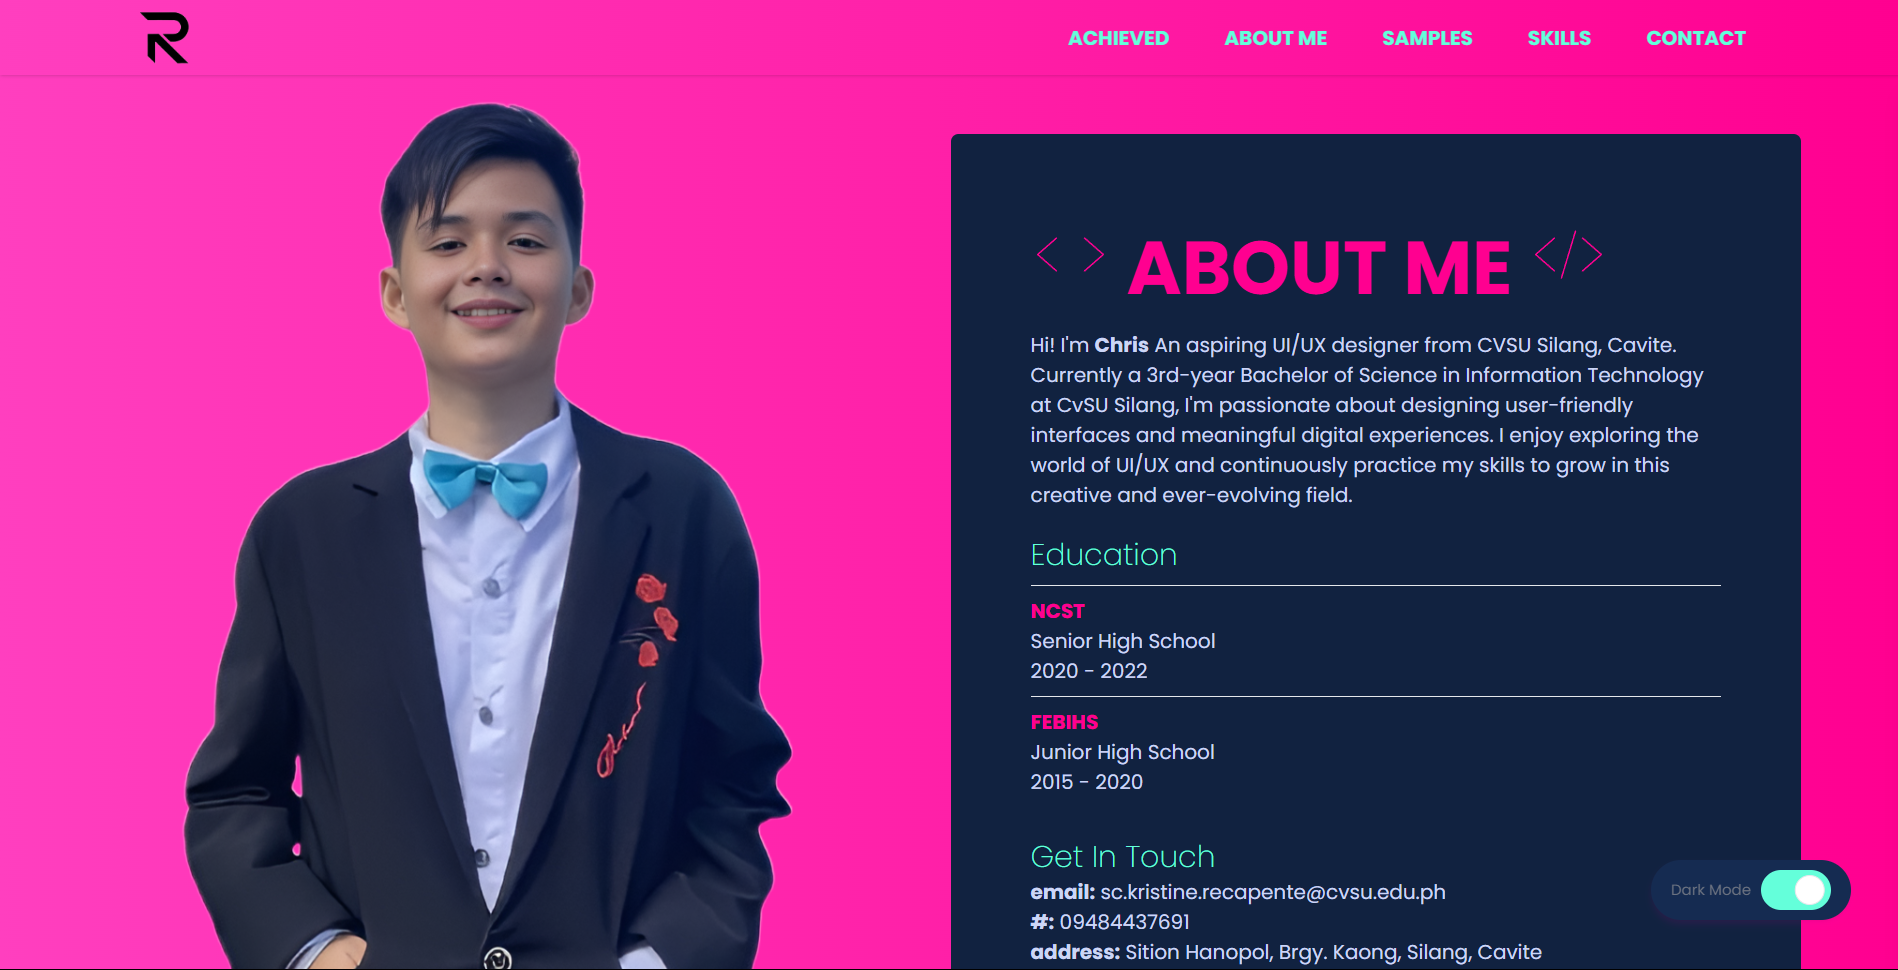 R
ACHIEVED ABOUT ME SAMPLES SKILLS CONTACT
< > ABOUT ME </>
Hi! I'm Chris An aspiring UI/UX designer from CVSU Silang, Cavite.
Currently a 3rd-year Bachelor of Science in Information Technology
at CvSU Silang, I'm passionate about designing user-friendly
interfaces and meaningful digital experiences. I enjoy exploring the
world of UI/UX and continuously practice my skills to grow in this
creative and ever-evolving field.
Education
NCST
Senior High School
2020 - 2022
FEBIHS
Junior High School
2015 - 2020
Get In Touch
email: sc.kristine.recapente@cvsu.edu.ph
#: 09484437691
address: Sition Hanopol, Brgy. Kaong, Silang, Cavite
Dark Mode